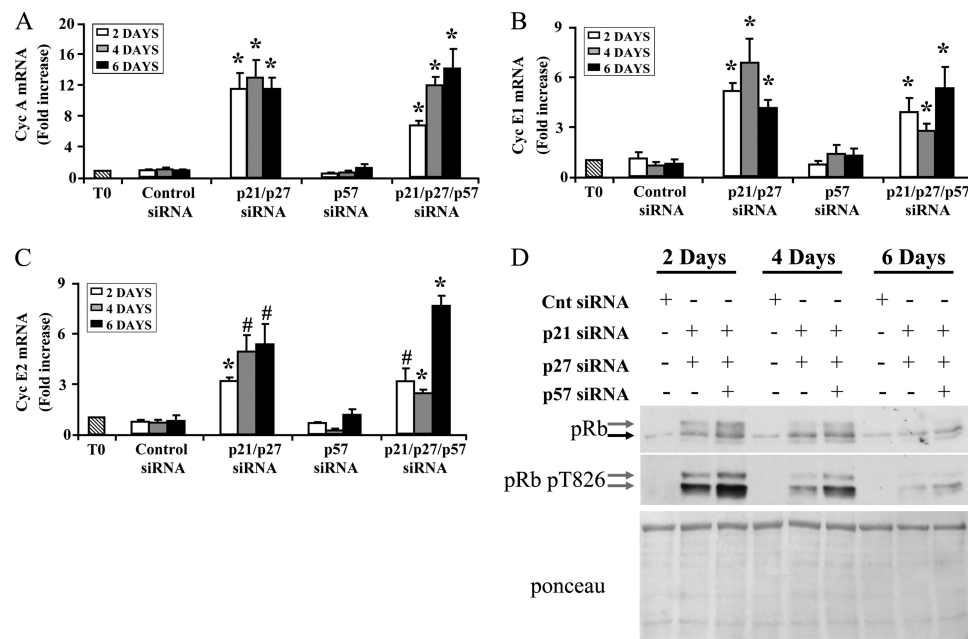 A
Cyc A mRNA
(Fold increase)
20
16
12
8
4
0
2 DAYS
4 DAYS
6 DAYS
* * *
* * *
T0
Control
siRNA
p21/p27
siRNA
p57
siRNA
p21/p27/p57
siRNA
B
Cyc E1 mRNA
(Fold increase)
9
6
3
0
2 DAYS
4 DAYS
6 DAYS
* * *
* * *
T0
Control
siRNA
p21/p27
siRNA
p57
siRNA
p21/p27/p57
siRNA
C
Cyc E2 mRNA
(Fold increase)
9
6
3
0
2 DAYS
4 DAYS
6 DAYS
* # #
# * *
T0
Control
siRNA
p21/p27
siRNA
p57
siRNA
p21/p27/p57
siRNA
D
2 Days 4 Days 6 Days
Cnt siRNA + - - + - - + - -
p21 siRNA - + + - + + - + +
p27 siRNA - + + - + + - + +
p57 siRNA - - + - - + - - +
pRb
pRb pT826
ponceau